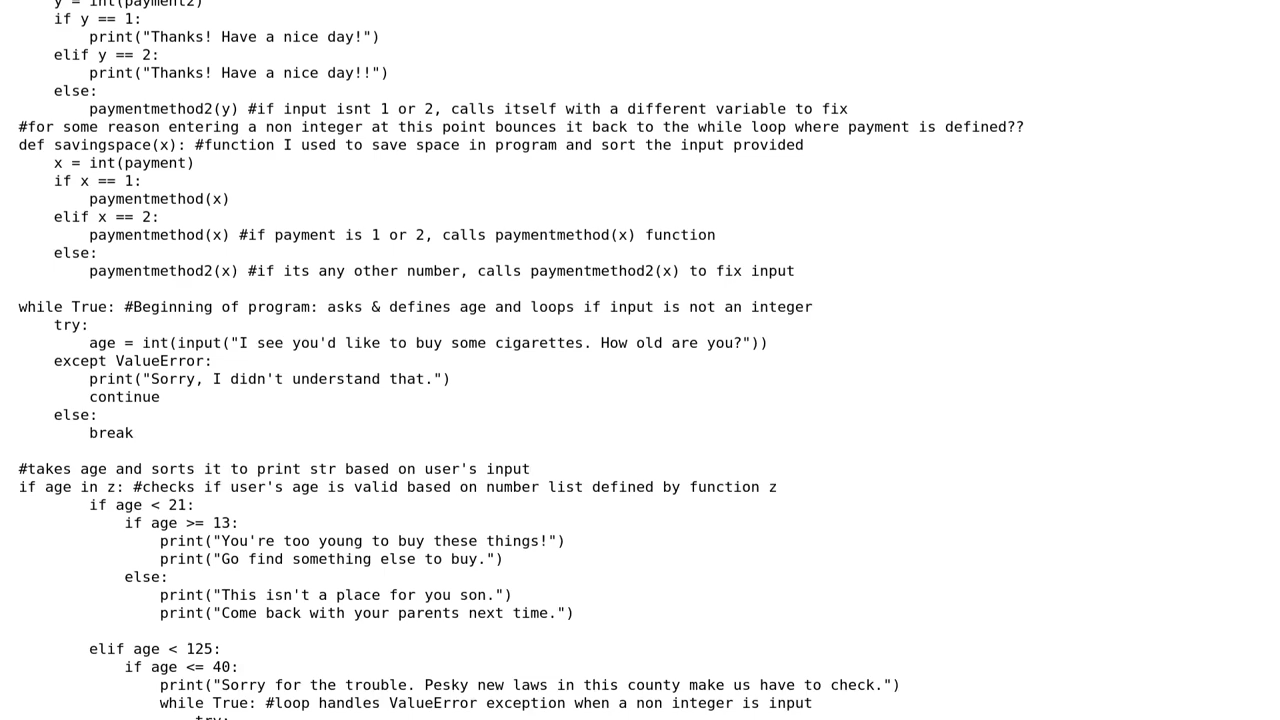 y = int(payment2)
if y == 1:
print("Thanks! Have a nice day!")
elif y == 2:
print("Thanks! Have a nice day!!")
else:
paymentmethod2(y) #if input isnt 1 or 2, calls itself with a different variable to fix
#for some reason entering a non integer at this point bounces it back to the while loop where payment is defined??
def savingspace(x): #function I used to save space in program and sort the input provided
x = int(payment)
if x == 1:
paymentmethod(x)
elif x == 2:
paymentmethod(x) #if payment is 1 or 2, calls paymentmethod(x) function
else:
paymentmethod2(x) #if its any other number, calls paymentmethod2(x) to fix input
while True: #Beginning of program: asks & defines age and loops if input is not an integer
try:
age = int(input("I see you'd like to buy some cigarettes. How old are you?"))
except ValueError:
print("Sorry, I didn't understand that.")
continue
else:
break
#takes age and sorts it to print str based on user's input
if age in z: #checks if user's age is valid based on number list defined by function z
if age < 21:
if age >= 13:
print("You're too young to buy these things!")
print("Go find something else to buy.")
else:
print("This isn't a place for you son.")
print("Come back with your parents next time.")
elif age < 125:
if age <= 40:
print("Sorry for the trouble. Pesky new laws in this county make us have to check.")
while True: #loop handles ValueError exception when a non integer is input
try: